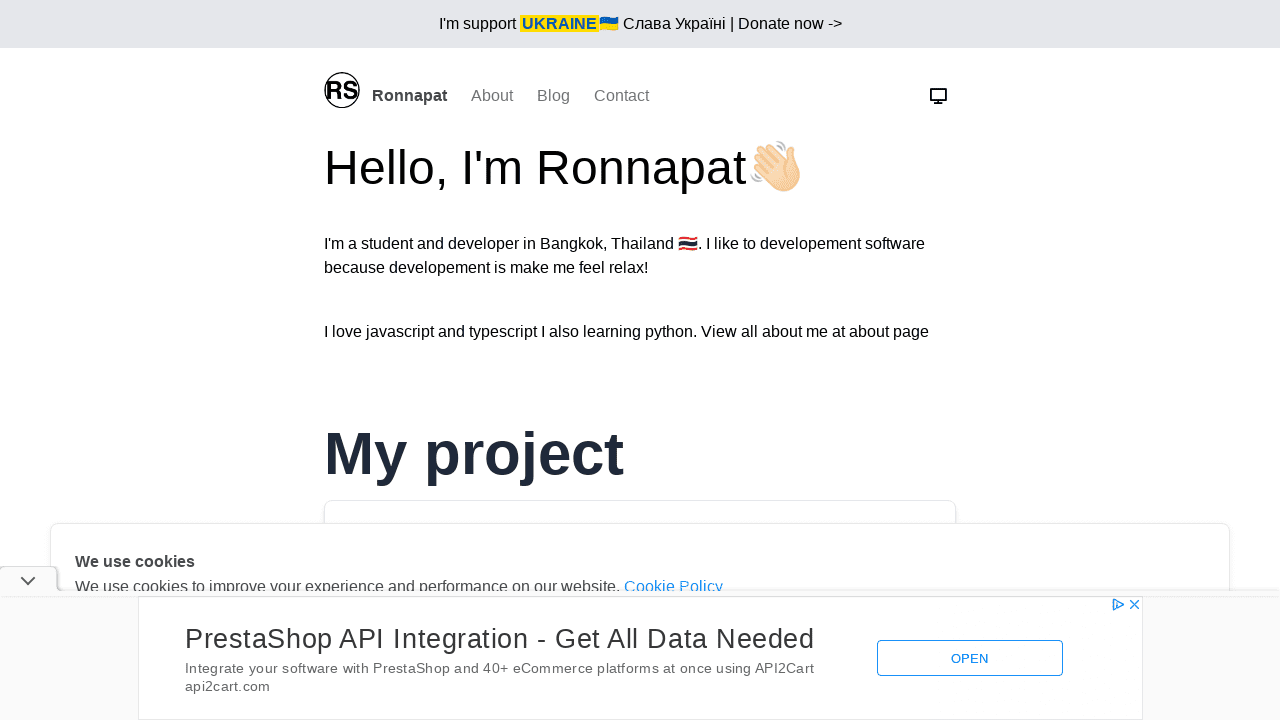 I'm support UKRAINE🇺🇦 Слава Україні | Donate now ->
RS
Ronnapat About Blog Contact
Hello, I'm Ronnapat👋🏻
I'm a student and developer in Bangkok, Thailand 🇹🇭. I like to developement software
because developement is make me feel relax!
I love javascript and typescript I also learning python. View all about me at about page
My project
We use cookies
We use cookies to improve your experience and performance on our website. Cookie Policy
PrestaShop API Integration - Get All Data Needed
Integrate your software with PrestaShop and 40+ eCommerce platforms at once using API2Cart
api2cart.com
OPEN